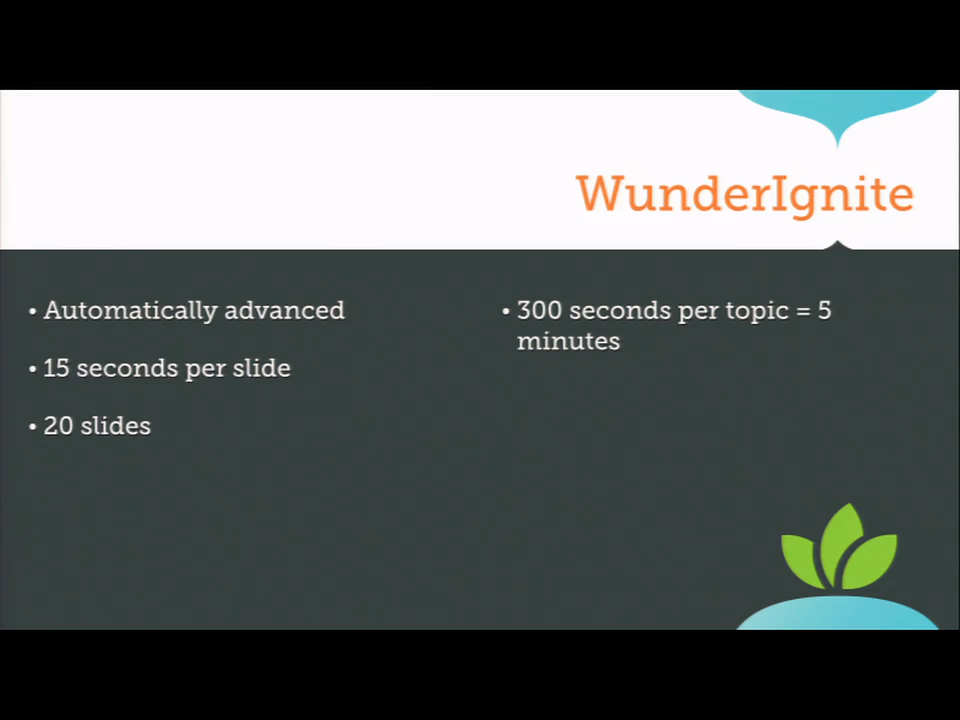 WunderIgnite
• Automatically advanced
• 15 seconds per slide
• 20 slides
• 300 seconds per topic = 5
minutes